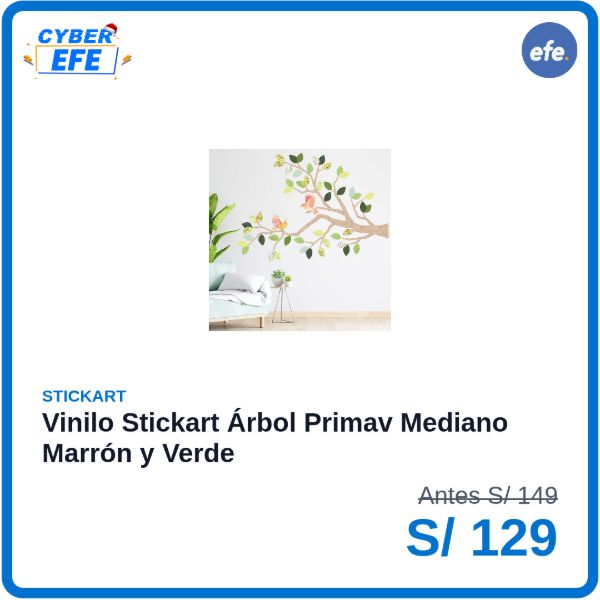 CYBER
EFE
efe.
STICKART
Vinilo Stickart Árbol Primav Mediano
Marrón y Verde
Antes S/ 149
S/ 129